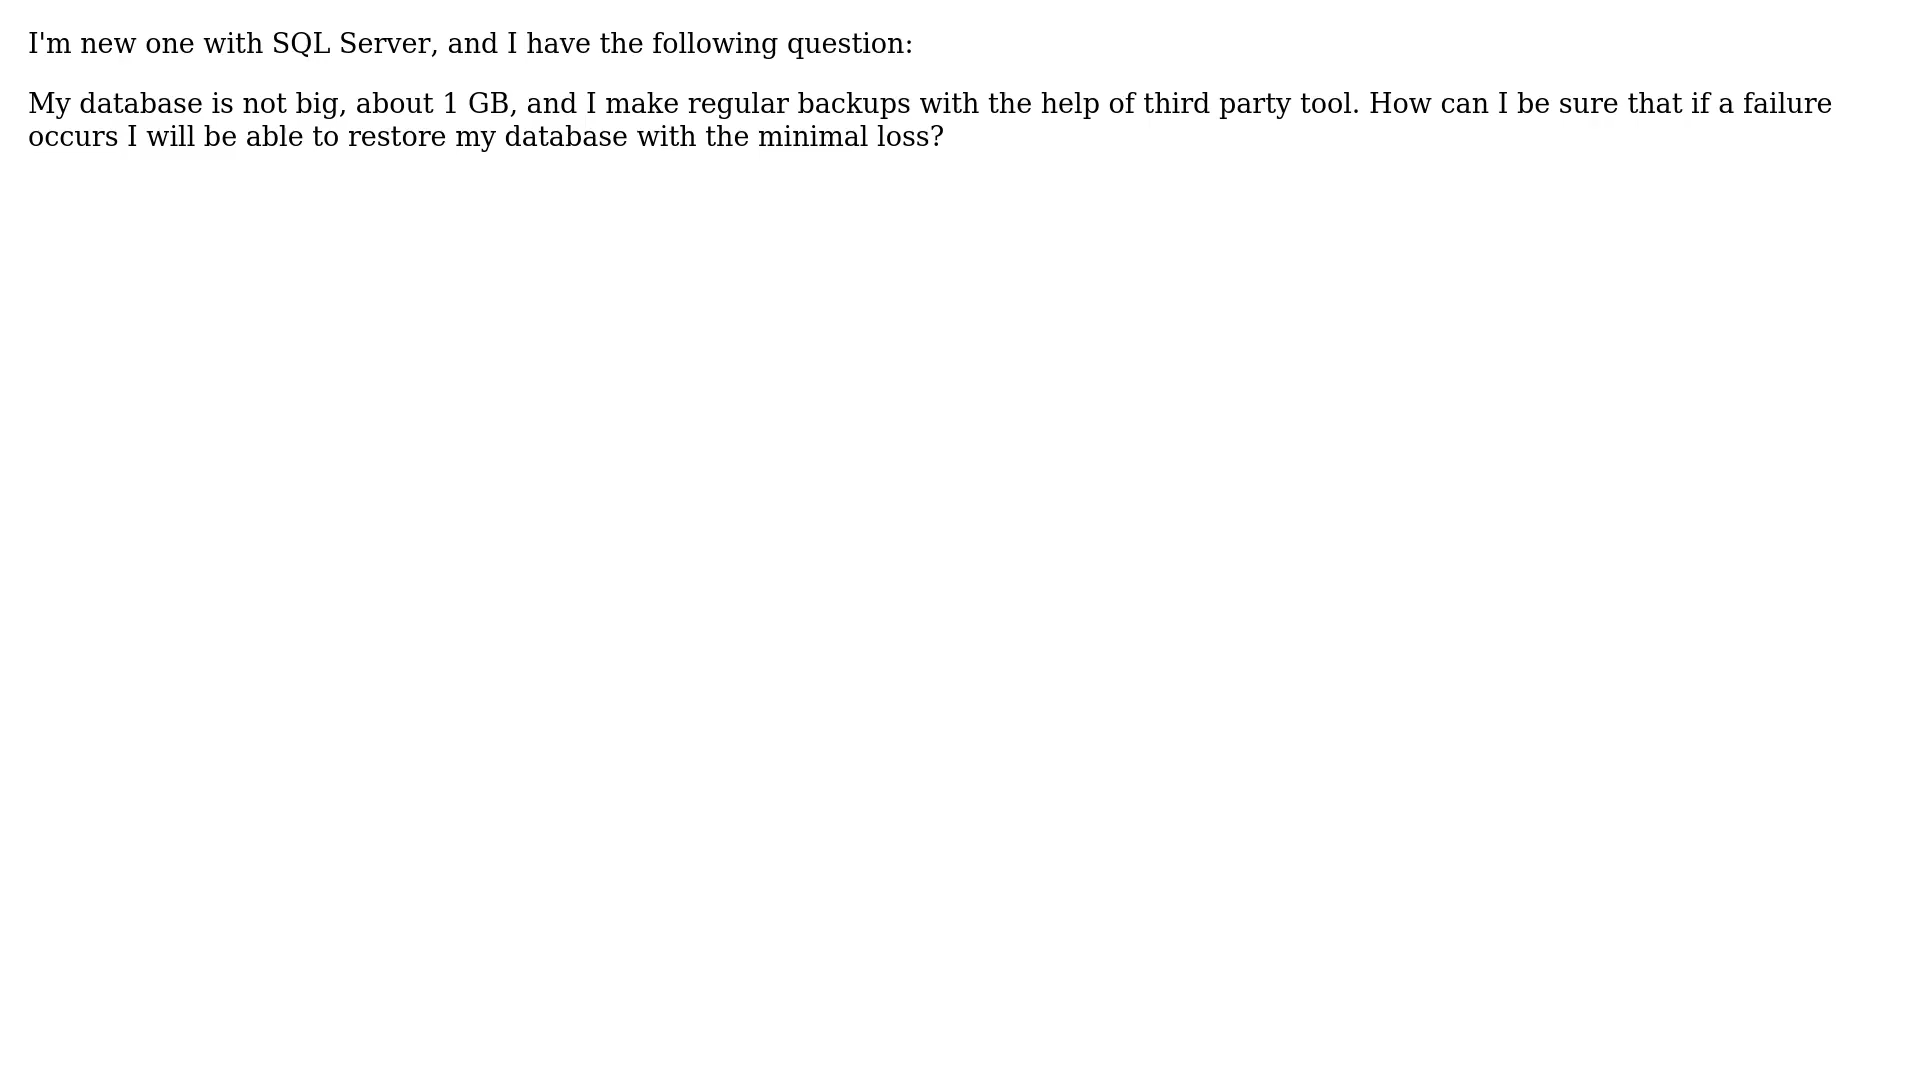 I'm new one with SQL Server, and I have the following question:
My database is not big, about 1 GB, and I make regular backups with the help of third party tool. How can I be sure that if a failure
occurs I will be able to restore my database with the minimal loss?